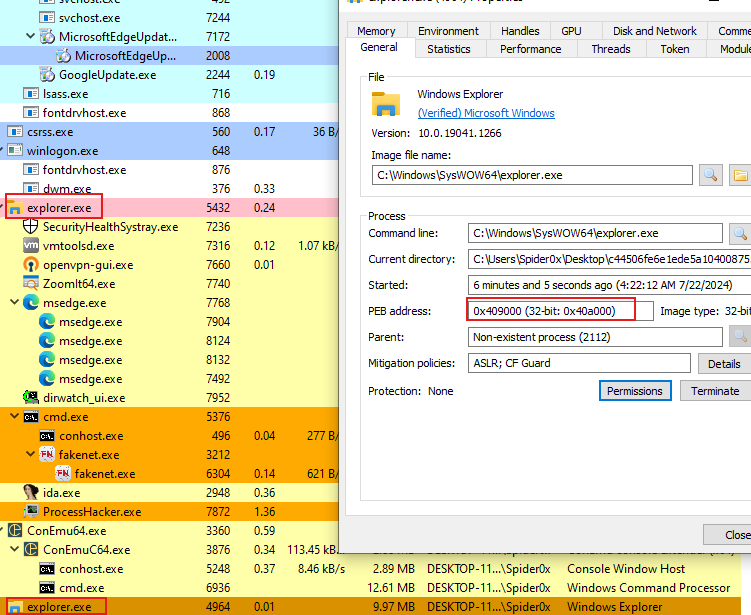 svchost.exe 492
svchost.exe 7684
MicrosoftEdgeUpdat... 7172
MicrosoftEdgeUp... 2008
GoogleUpdate.exe 2244 0.19
lsass.exe 716
fontdrvhost.exe 868
csrss.exe 560 0.17 36 B/
winlogon.exe 648
fontdrvhost.exe 876
dwm.exe 376 0.33
explorer.exe 5432 0.24
SecurityHealthSystray.exe 7236
vmtoolsd.exe 7316 0.12 1.07 kB/
openvpn-gui.exe 7660 0.01
ZoomIt64.exe 7740
msedge.exe 7768
msedge.exe 7904
msedge.exe 8124
msedge.exe 8132
msedge.exe 7492
dirwatch_ui.exe 7952
cmd.exe 5376
conhost.exe 496 0.04 277 B/
fakenet.exe 3212
fakenet.exe 6304 0.14 621 B/
ida.exe 2948 0.36
ProcessHacker.exe 7872 1.36
ConEmu64.exe 3360 0.59
ConEmuC64.exe 3876 0.34 113.45 kB/
conhost.exe 5248 0.37 8.46 kB/s 2.89 MB DESKTOP-11...\Spider0x Console Window Host
cmd.exe 6936 12.61 MB DESKTOP-11...\Spider0x Windows Command Processor
explorer.exe 4964 0.01 9.97 MB DESKTOP-11...\Spider0x Windows Explorer
Memory Environment Handles GPU Disk and Network Comme
General Statistics Performance Threads Token Module
File
Windows Explorer
(Verified) Microsoft Windows
Version: 10.0.19041.1266
Image file name:
C:\Windows\SysWOW64\explorer.exe
Process
Command line: C:\Windows\SysWOW64\explorer.exe
Current directory: C:\Users\Spider0x\Desktop\c44506fe6e1ede5a10400875
Started: 6 minutes and 5 seconds ago (4:22:12 AM 7/22/2024)
PEB address: 0x409000 (32-bit: 0x40a000) Image type: 32-bit
Parent: Non-existent process (2112)
Mitigation policies: ASLR; CF Guard Details
Protection: None Permissions Terminate
Close